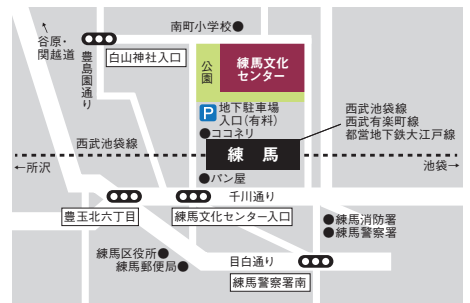 谷原・
関越道
豊島園通り
白山神社入口
南町小学校●
公園
練馬文化
センター
P
地下駐車場
入口(有料)
●ココネリ
西武池袋線
西武有楽町線
都営地下鉄大江戸線
西武池袋線
練馬
←所沢
池袋→
●パン屋
千川通り
豊玉北六丁目
練馬文化センター入口
●練馬消防署
●練馬警察署
練馬区役所●
練馬郵便局●
目白通り
練馬警察署南